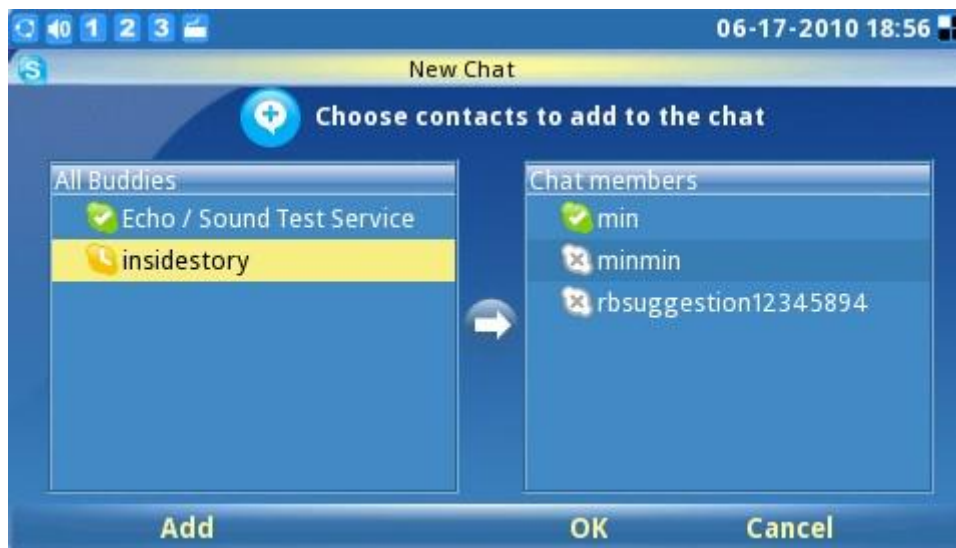 0 1 2 3 06-17-2010 18:56
S New Chat
Choose contacts to add to the chat
All Buddies
Echo / Sound Test Service
insidestory
Chat members
min
minmin
rbsuggestion12345894
Add OK Cancel